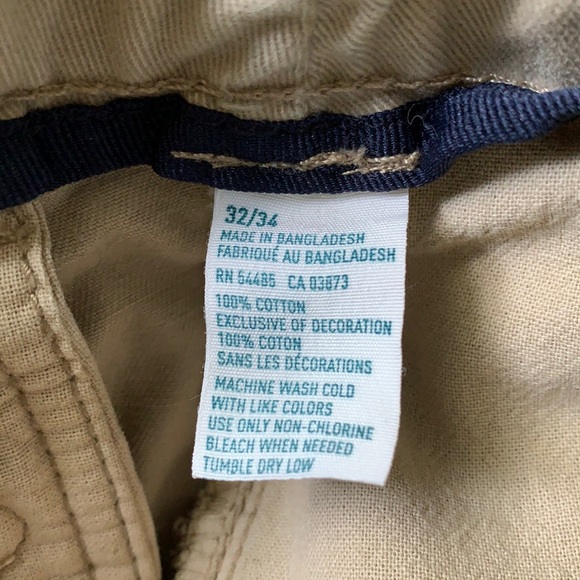 32/34
MADE IN BANGLADESH
FABRIQUÉ AU BANGLADESH
RN 54485 CA 03673
100% COTTON
EXCLUSIVE OF DECORATION
100% COTON
SANS LES DÉCORATIONS
MACHINE WASH COLD
WITH LIKE COLORS
USE ONLY NON-CHLORINE
BLEACH WHEN NEEDED
TUMBLE DRY LOW